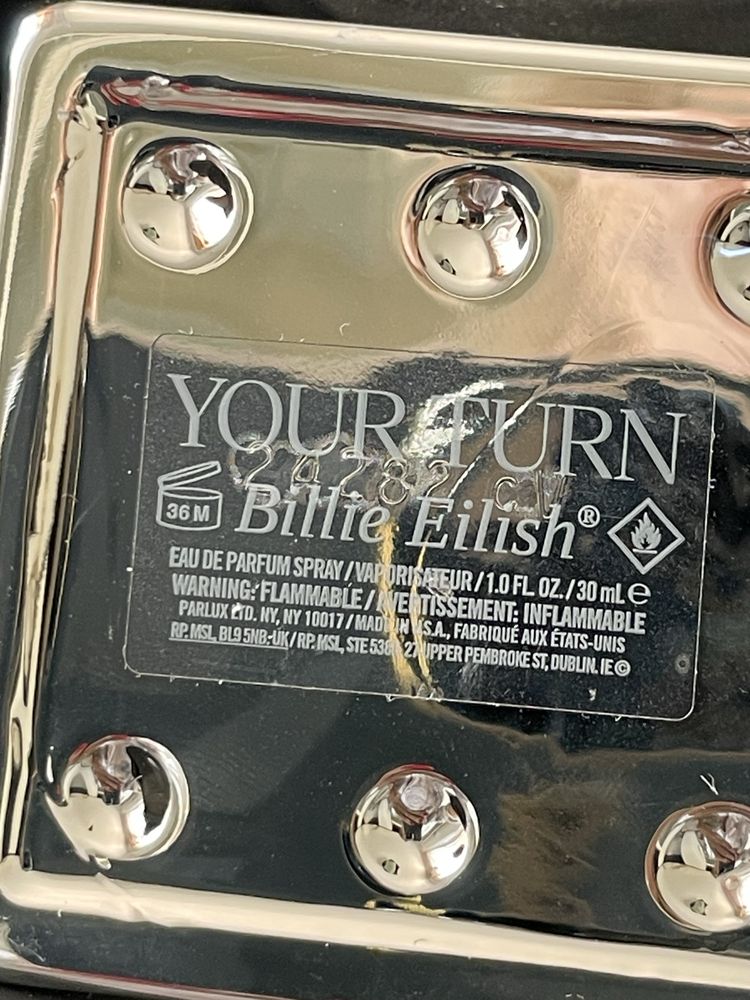 YOUR TURN
24282 CW
36 M
Billie Eilish®
EAU DE PARFUM SPRAY / VAPORISATEUR / 1.0 FL. OZ. / 30 mL ℮
WARNING: FLAMMABLE / AVERTISSEMENT: INFLAMMABLE
PARLUX LTD. NY, NY 10017 / MADE IN U.S.A., FABRIQUÉ AUX ÉTATS-UNIS
RP. MSL, BL9 5NB-UK / RP. MSL, STE 27 UPPER PEMBROKE ST, DUBLIN. IE ©